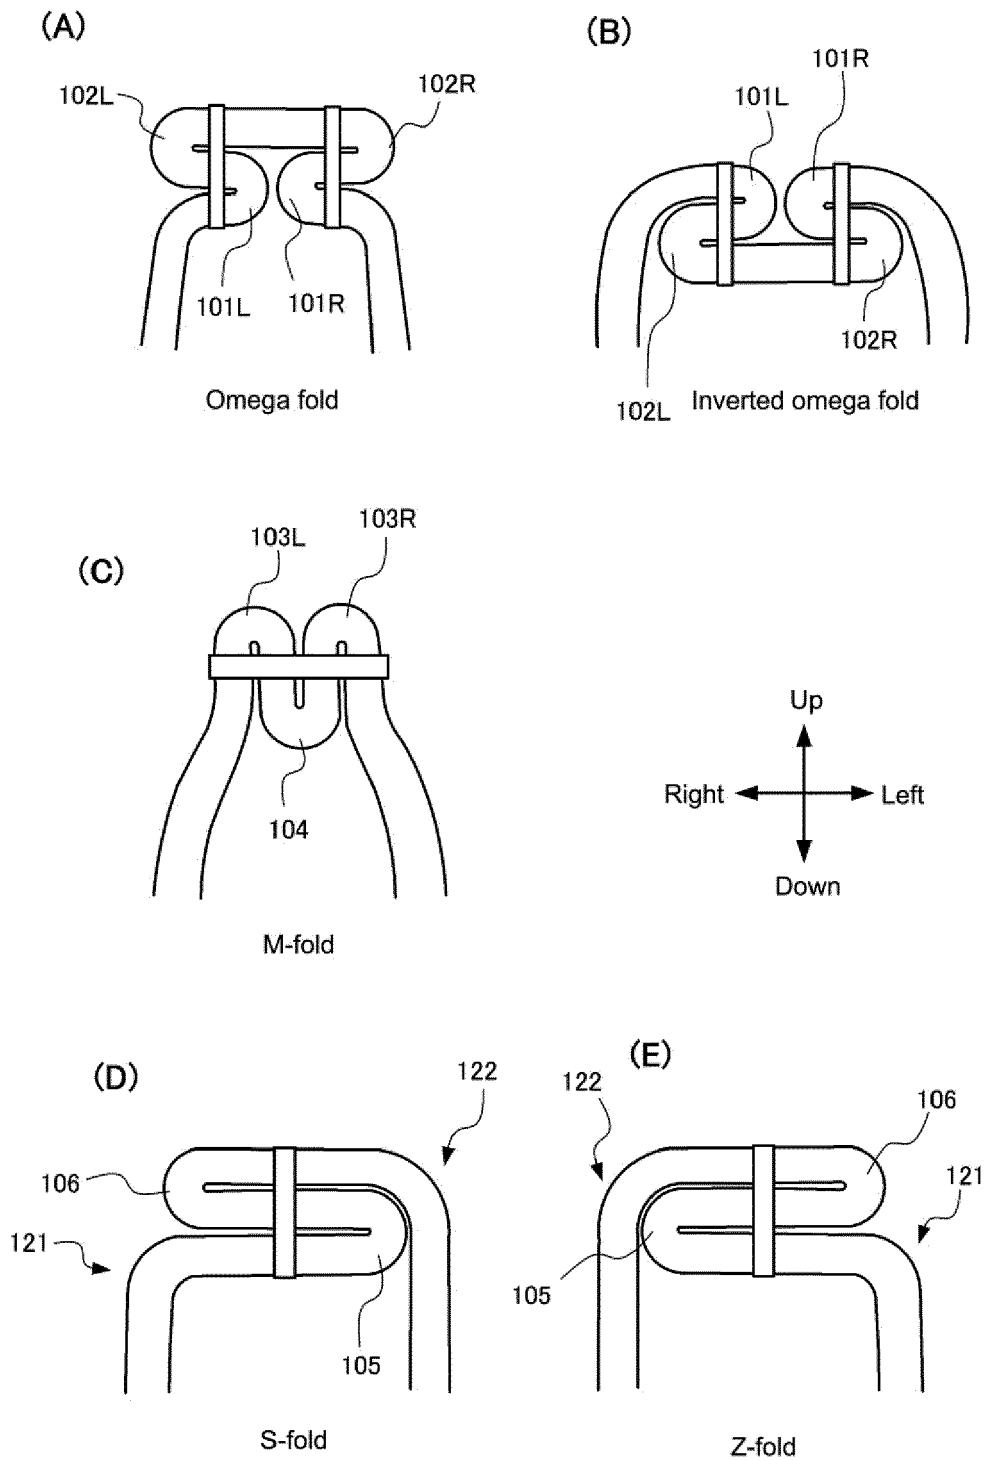 (A)
102L
102R
101L
101R
Omega fold
(B)
101R
101L
102R
102L
Inverted omega fold
(C)
103L
103R
104
M-fold
Up
Right
Left
Down
(D)
122
106
121
105
S-fold
(E)
122
106
121
105
Z-fold